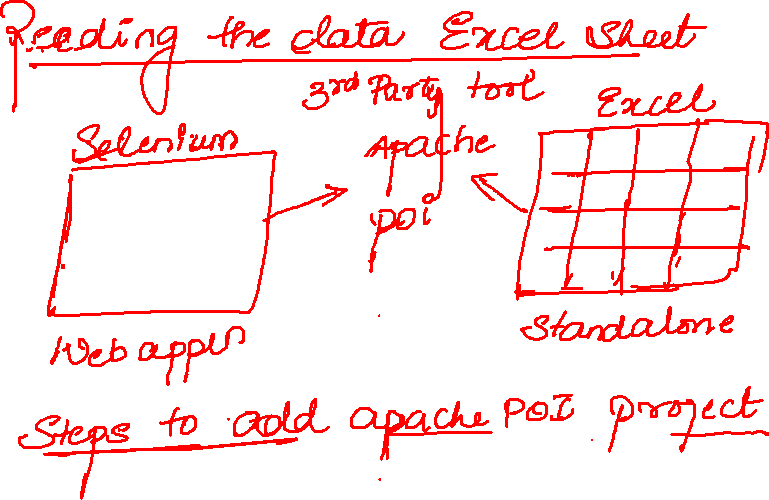 Reading the data Excel Sheet
3rd Party tool
Excel
Selenium
Apache
POI
Web appln
Standalone
Steps to add apache POI project